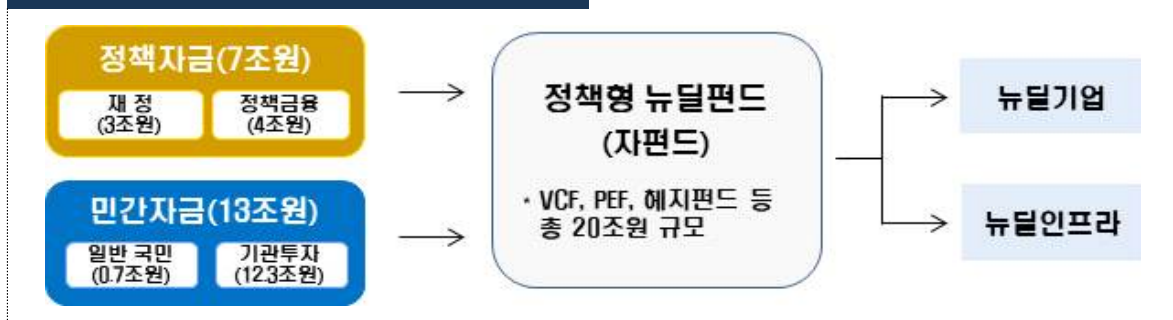 정책자금(7조원)
재 정
(3조원)
정책금융
(4조원)
민간자금(13조원)
일반 국민
(0.7조원)
기관투자
(12.3조원)
정책형 뉴딜펀드
(자펀드)
· VCF, PEF, 헤지펀드 등
총 20조원 규모
뉴딜기업
뉴딜인프라